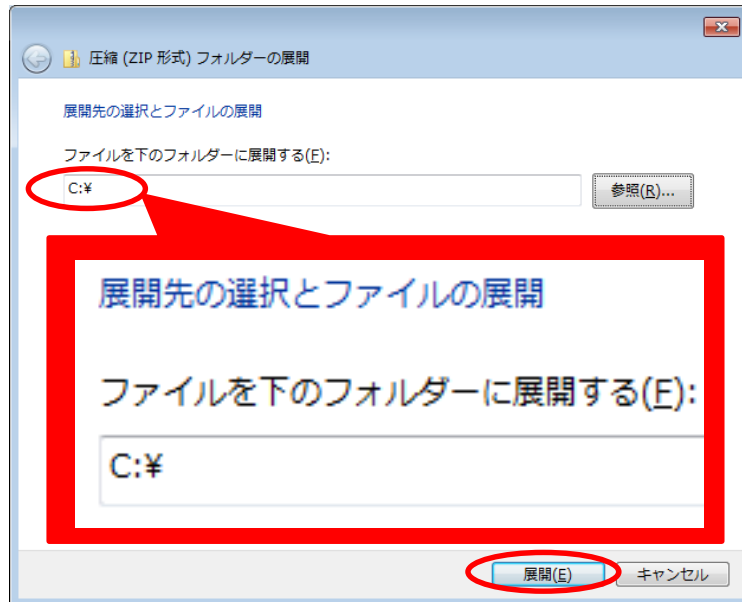 圧縮 (ZIP 形式) フォルダーの展開
展開先の選択とファイルの展開
ファイルを下のフォルダーに展開する(F):
C:¥
参照(R)...
展開先の選択とファイルの展開
ファイルを下のフォルダーに展開する(F):
C:¥
展開(E)
キャンセル